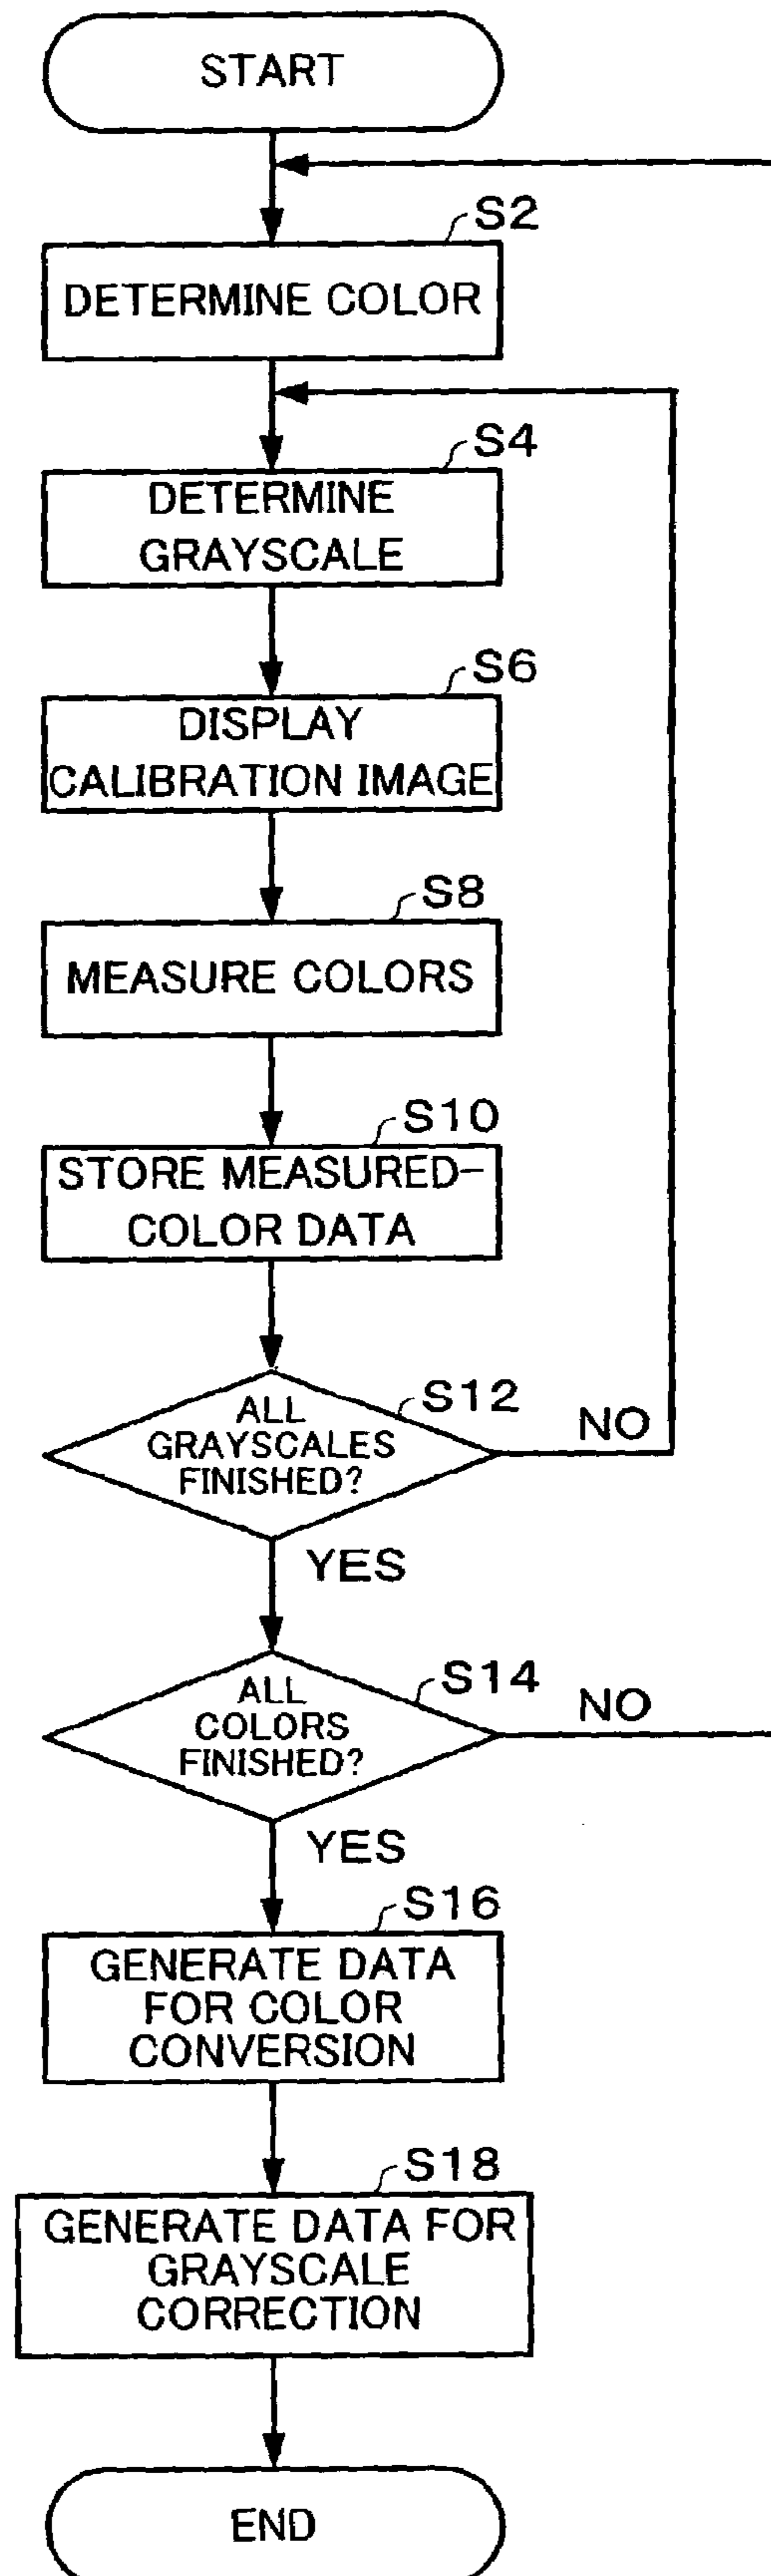 START
S2
DETERMINE COLOR
S4
DETERMINE
GRAYSCALE
S6
DISPLAY
CALIBRATION IMAGE
S8
MEASURE COLORS
S10
STORE MEASURED-
COLOR DATA
S12
ALL
GRAYSCALES
FINISHED?
NO
YES
S14
ALL
COLORS
FINISHED?
NO
YES
S16
GENERATE DATA
FOR COLOR
CONVERSION
S18
GENERATE DATA FOR
GRAYSCALE
CORRECTION
END